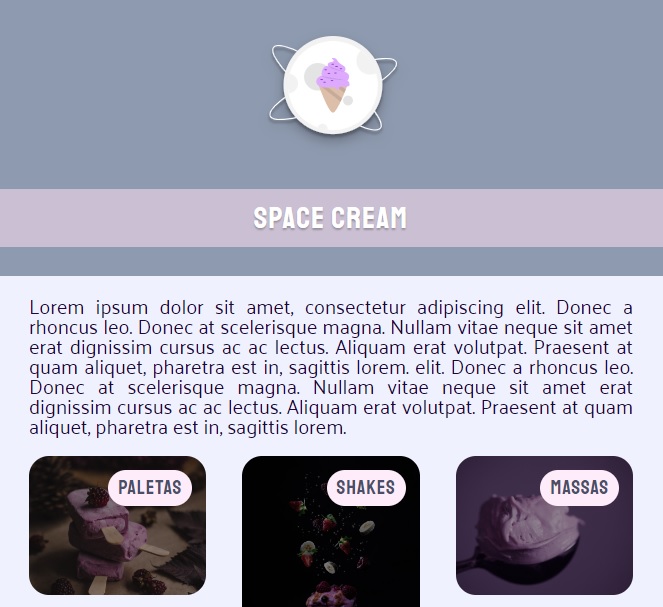 SPACE CREAM
Lorem ipsum dolor sit amet, consectetur adipiscing elit. Donec a
rhoncus leo. Donec at scelerisque magna. Nullam vitae neque sit amet
erat dignissim cursus ac ac lectus. Aliquam erat volutpat. Praesent at
quam aliquet, pharetra est in, sagittis lorem. elit. Donec a rhoncus leo.
Donec at scelerisque magna. Nullam vitae neque sit amet erat
dignissim cursus ac ac lectus. Aliquam erat volutpat. Praesent at quam
aliquet, pharetra est in, sagittis lorem.
PALETAS
SHAKES
MASSAS